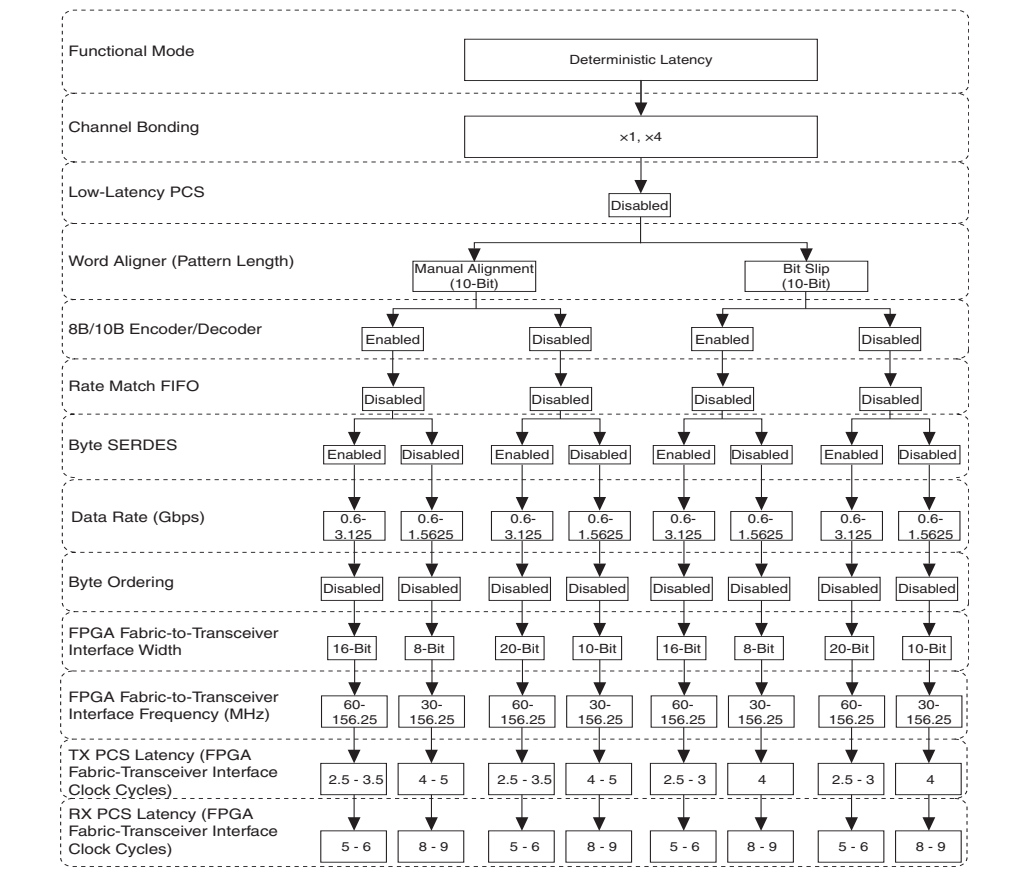 Functional Mode
Deterministic Latency
Channel Bonding
×1, ×4
Low-Latency PCS
Disabled
Word Aligner (Pattern Length)
Manual Alignment
(10-Bit)
Bit Slip
(10-Bit)
8B/10B Encoder/Decoder
Enabled Disabled Enabled Disabled
Rate Match FIFO
Disabled Disabled Disabled Disabled
Byte SERDES
Enabled Disabled Enabled Disabled Enabled Disabled Enabled Disabled
Data Rate (Gbps)
0.6- 0.6- 0.6- 0.6- 0.6- 0.6- 0.6- 0.6-
3.125 1.5625 3.125 1.5625 3.125 1.5625 3.125 1.5625
Byte Ordering
Disabled Disabled Disabled Disabled Disabled Disabled Disabled Disabled
FPGA Fabric-to-Transceiver
Interface Width
16-Bit 8-Bit 20-Bit 10-Bit 16-Bit 8-Bit 20-Bit 10-Bit
FPGA Fabric-to-Transceiver
Interface Frequency (MHz)
60- 30- 60- 30- 60- 30- 60- 30-
156.25 156.25 156.25 156.25 156.25 156.25 156.25 156.25
TX PCS Latency (FPGA
Fabric-Transceiver Interface
Clock Cycles)
2.5 - 3.5 4 - 5 2.5 - 3.5 4 - 5 2.5 - 3 4 2.5 - 3 4
RX PCS Latency (FPGA
Fabric-Transceiver Interface
Clock Cycles)
5 - 6 8 - 9 5 - 6 8 - 9 5 - 6 8 - 9 5 - 6 8 - 9